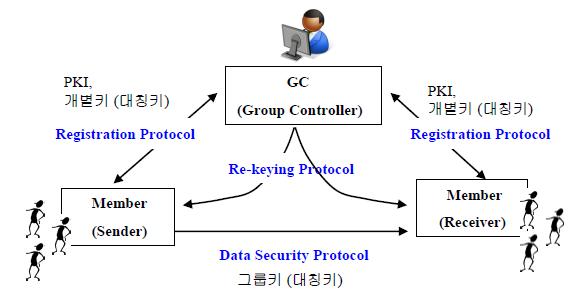 GC
(Group Controller)
PKI,
개별키 (대칭키)
Registration Protocol
PKI,
개별키 (대칭키)
Registration Protocol
Re-keying Protocol
Member
(Sender)
Member
(Receiver)
Data Security Protocol
그룹키 (대칭키)